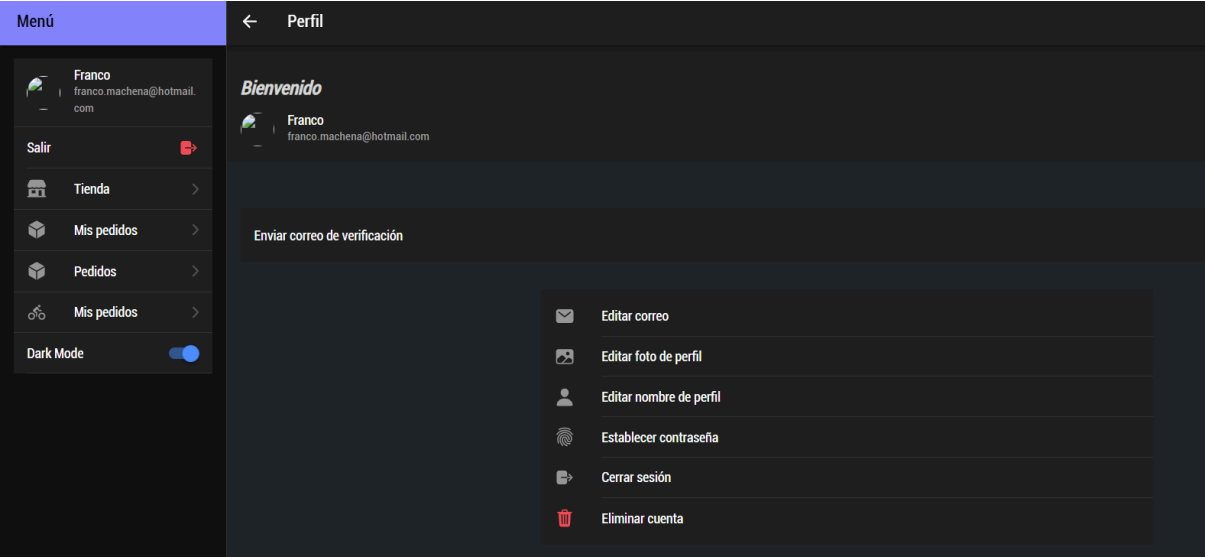 Menú
Franco
franco.machena@hotmail.
com
Salir
Tienda
Mis pedidos
Pedidos
Mis pedidos
Dark Mode
Perfil
Bienvenido
Franco
franco.machena@hotmail.com
Enviar correo de verificación
Editar correo
Editar foto de perfil
Editar nombre de perfil
Establecer contraseña
Cerrar sesión
Eliminar cuenta